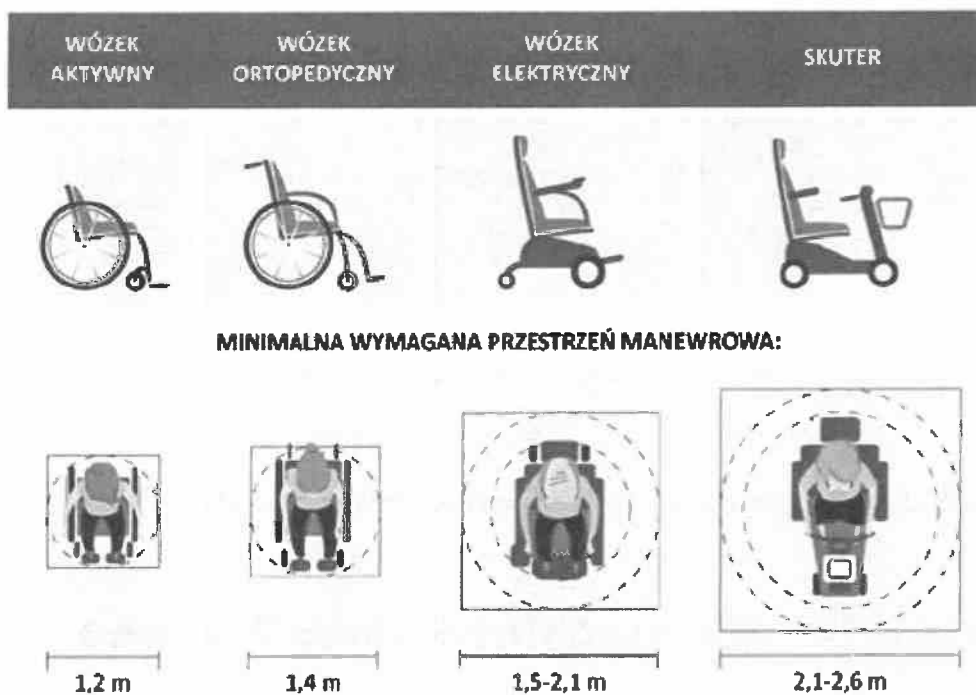 WÓZEK
AKTYWNY
WÓZEK
ORTOPEDYCZNY
WÓZEK
ELEKTRYCZNY
SKUTER
MINIMALNA WYMAGANA PRZESTRZEŃ MANEWROWA:
1,2 m
1,4 m
1,5-2,1 m
2,1-2,6 m